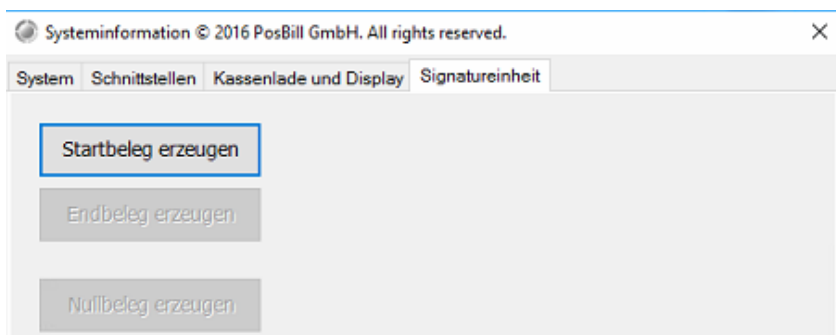 Systeminformation © 2016 PosBill GmbH. All rights reserved.
System Schnittstellen Kassenlade und Display Signatureinheit
Startbeleg erzeugen
Endbeleg erzeugen
Nullbeleg erzeugen